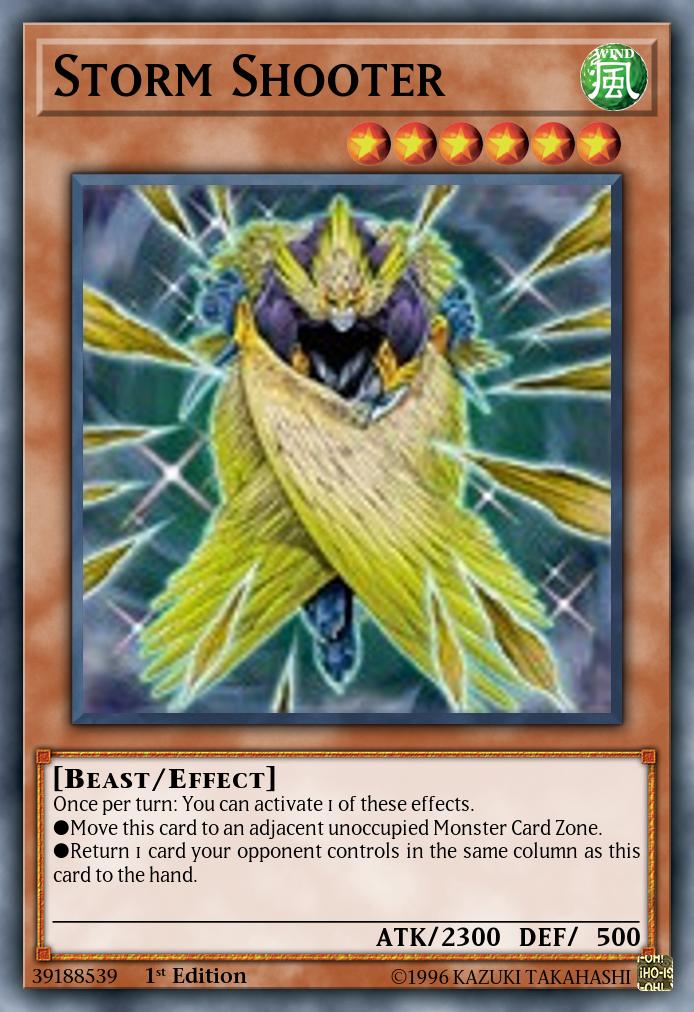 STORM SHOOTER
WIND
風
[BEAST/EFFECT]
Once per turn: You can activate 1 of these effects.
●Move this card to an adjacent unoccupied Monster Card Zone.
●Return 1 card your opponent controls in the same column as this
card to the hand.
ATK/2300 DEF/ 500
39188539 1st Edition ©1996 KAZUKI TAKAHASHI